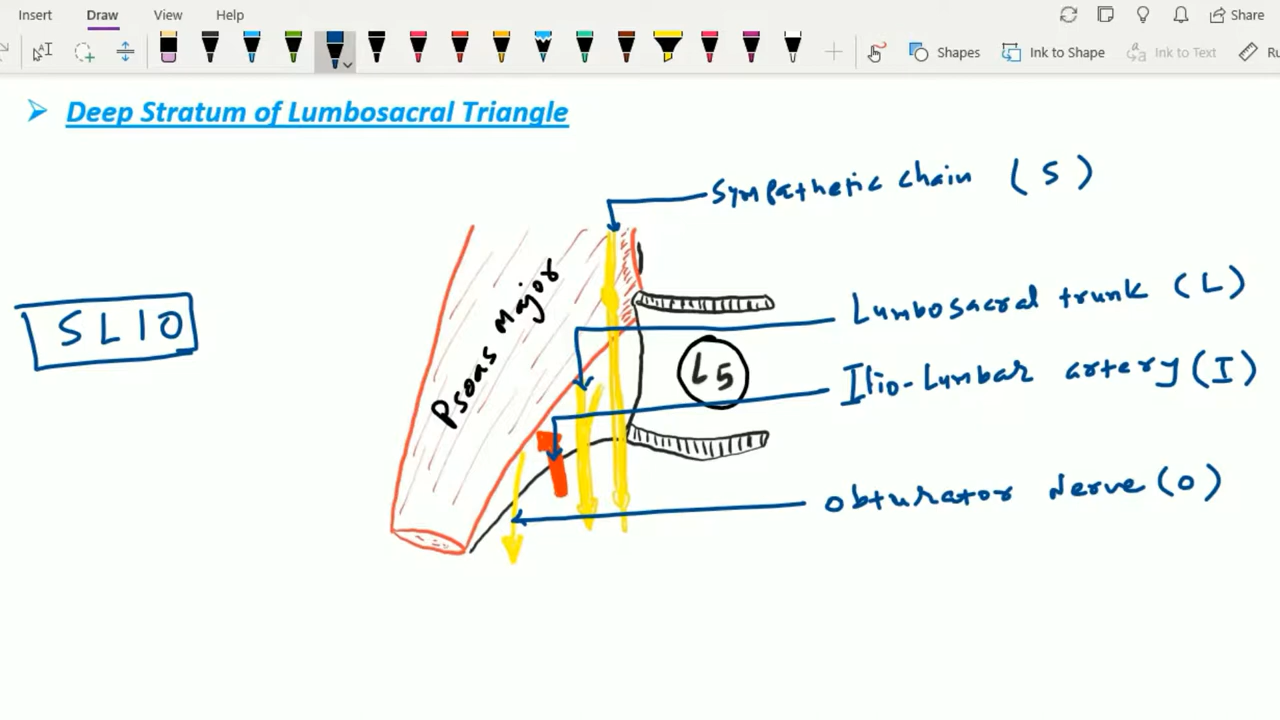 Insert Draw View Help Share
Shapes Ink to Shape Ink to Text Ru
➢ Deep Stratum of Lumbosacral Triangle
Sympathetic chain (S)
Psoas Major
Lumbosacral trunk (L)
SLIO
L5
Ilio-Lumbar artery (I)
Obturator Nerve (O)